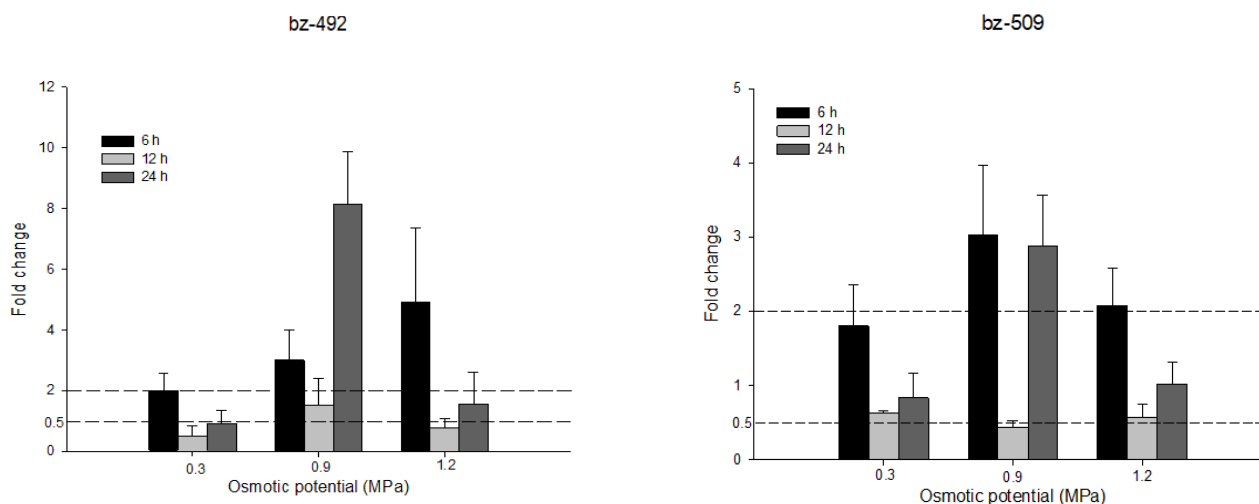 bz-492
Fold change
12
10
8
6
4
2
0.5
0
6 h
12 h
24 h
0.3
0.9
1.2
Osmotic potential (MPa)
bz-509
Fold change
5
4
3
2
1
0.5
0
6 h
12 h
24 h
0.3
0.9
1.2
Osmotic potential (MPa)